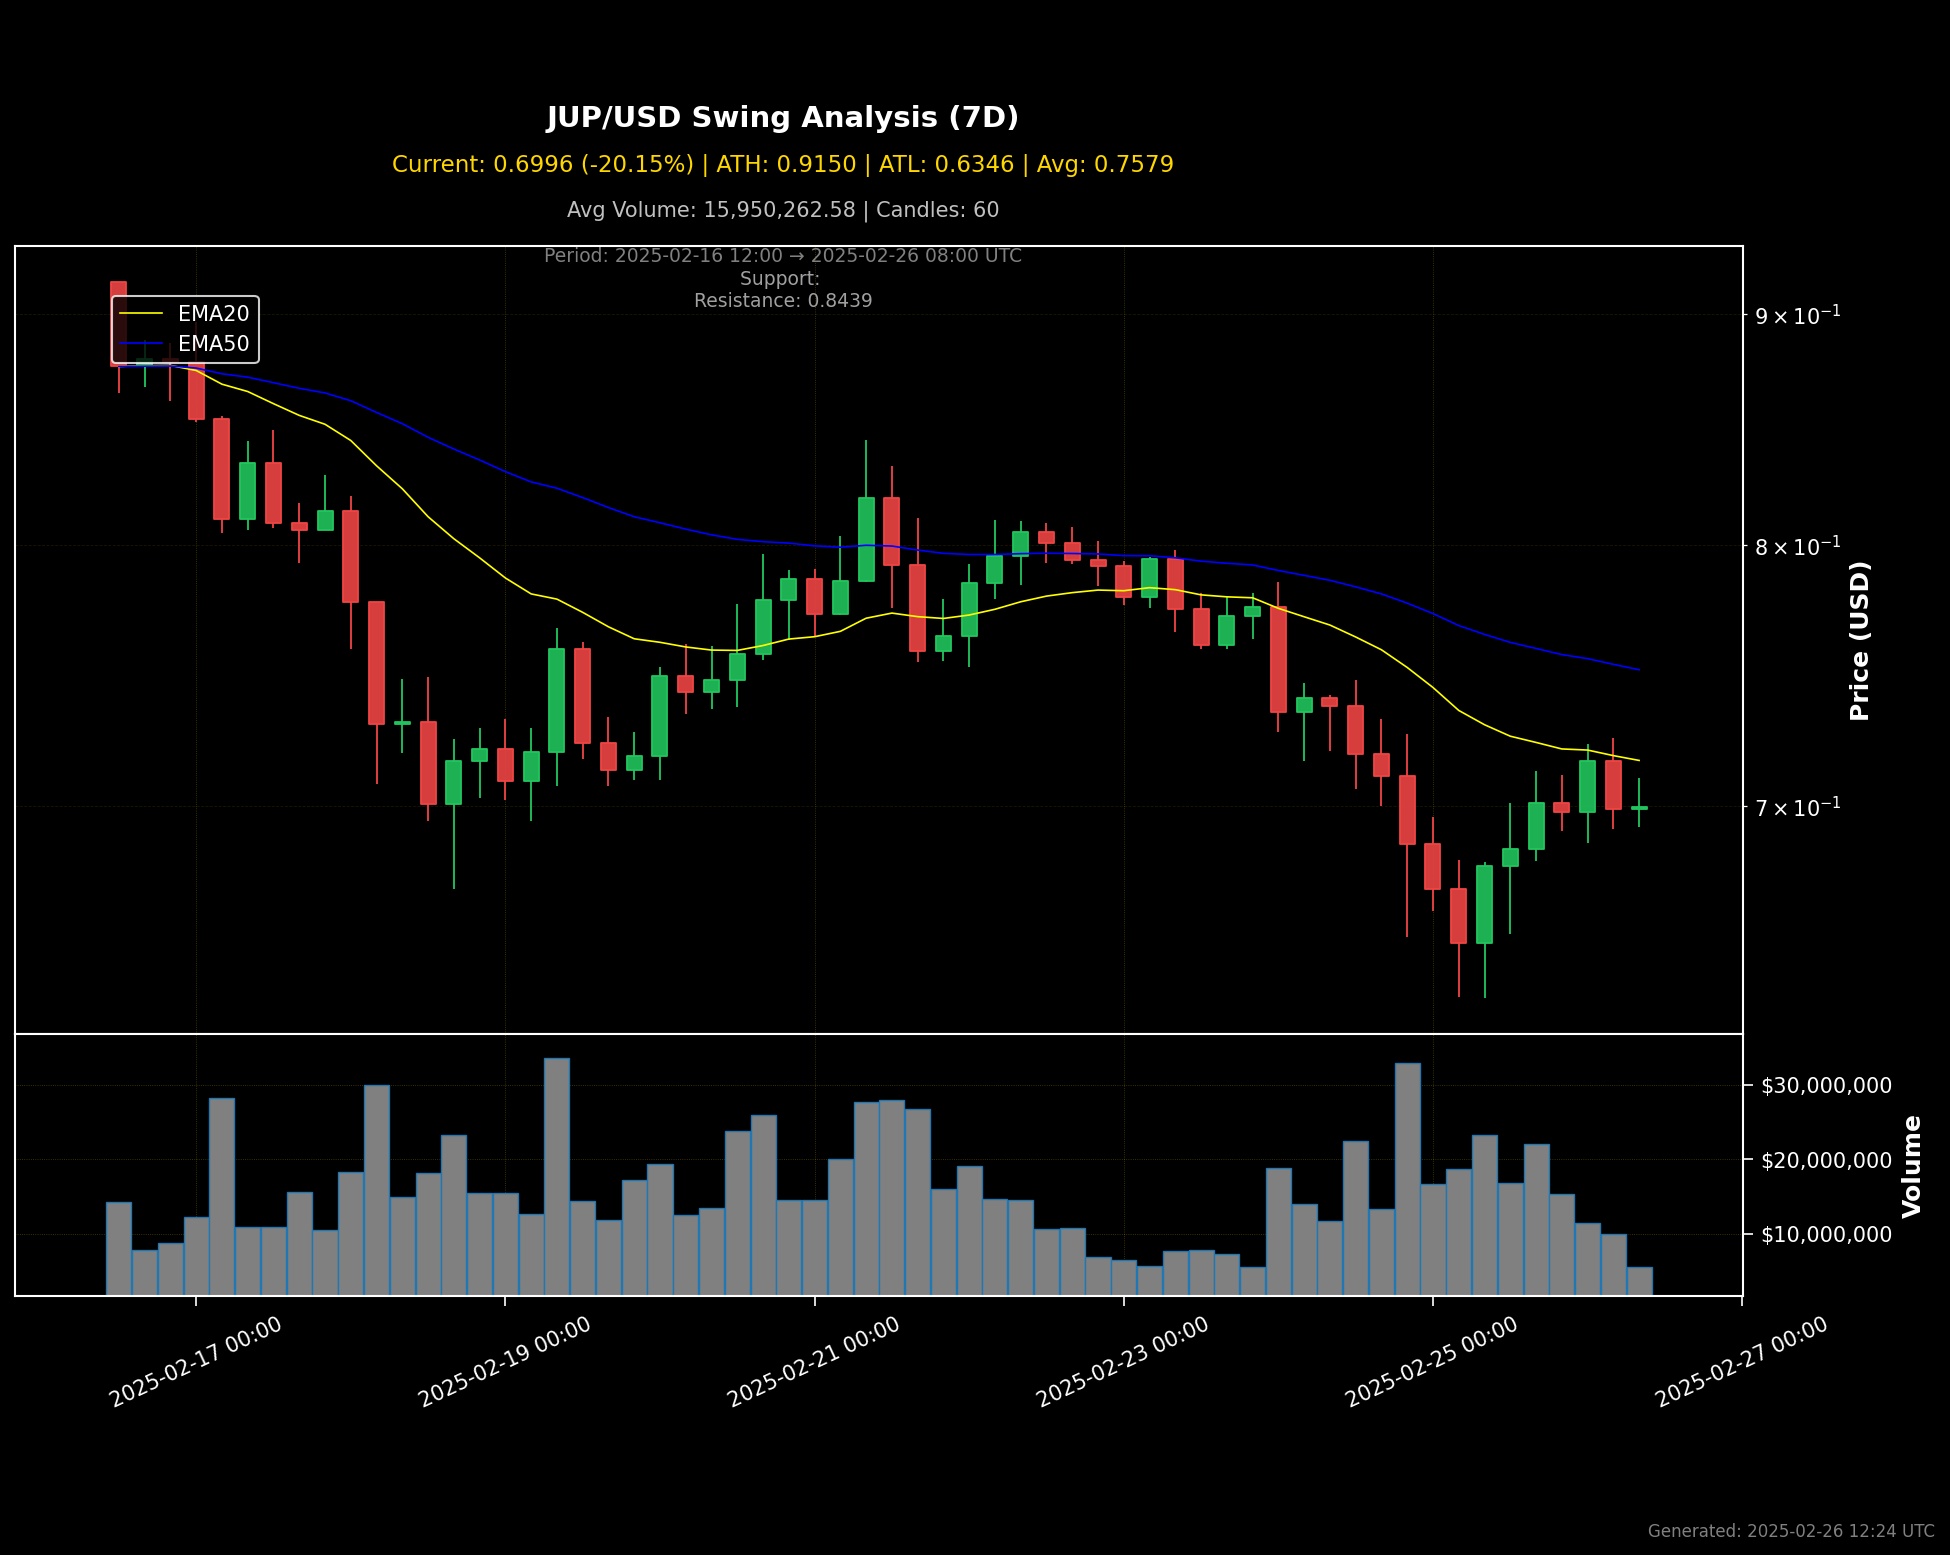 JUP/USD Swing Analysis (7D)
Current: 0.6996 (-20.15%) | ATH: 0.9150 | ATL: 0.6346 | Avg: 0.7579
Avg Volume: 15,950,262.58 | Candles: 60
Period: 2025-02-16 12:00 → 2025-02-26 08:00 UTC
Support:
Resistance: 0.8439
EMA20
EMA50
9 × 10⁻¹
8 × 10⁻¹
7 × 10⁻¹
Price (USD)
$30,000,000
$20,000,000
$10,000,000
Volume
2025-02-17 00:00
2025-02-19 00:00
2025-02-21 00:00
2025-02-23 00:00
2025-02-25 00:00
2025-02-27 00:00
Generated: 2025-02-26 12:24 UTC